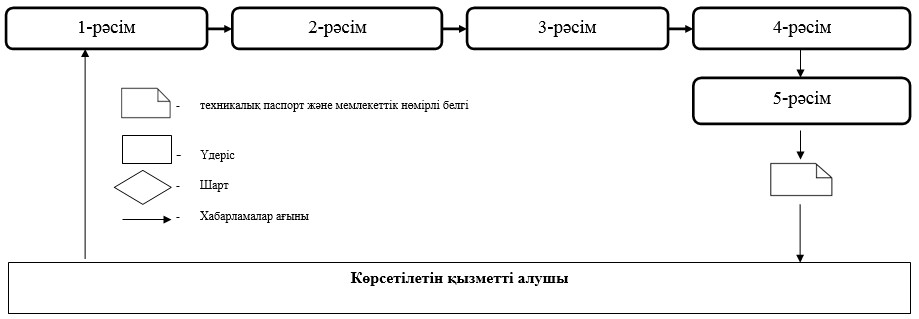 1-рәсім
2-рәсім
3-рәсім
4-рәсім
5-рәсім
- техникалық паспорт және мемлекеттік нөмірлі белгі
- Үдеріс
- Шарт
- Хабарламалар ағыны
Көрсетілетін қызметті алушы